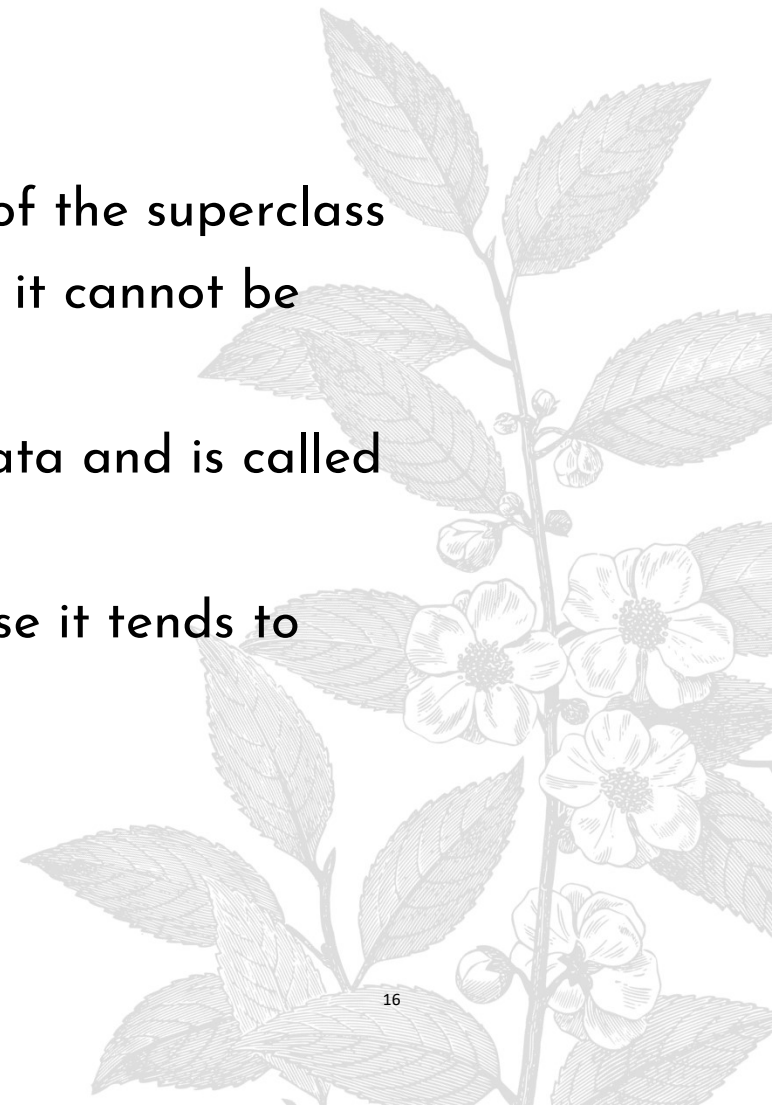 of the superclass
it cannot be
ata and is called
se it tends to
16